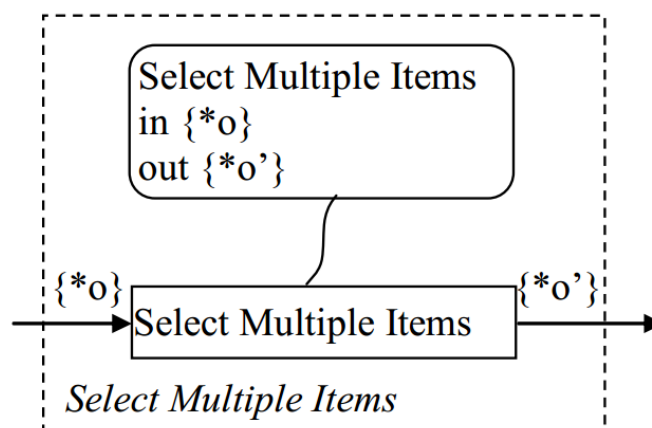 Select Multiple Items
in {*o}
out {*o’}
{*o}
{*o’}
Select Multiple Items
Select Multiple Items